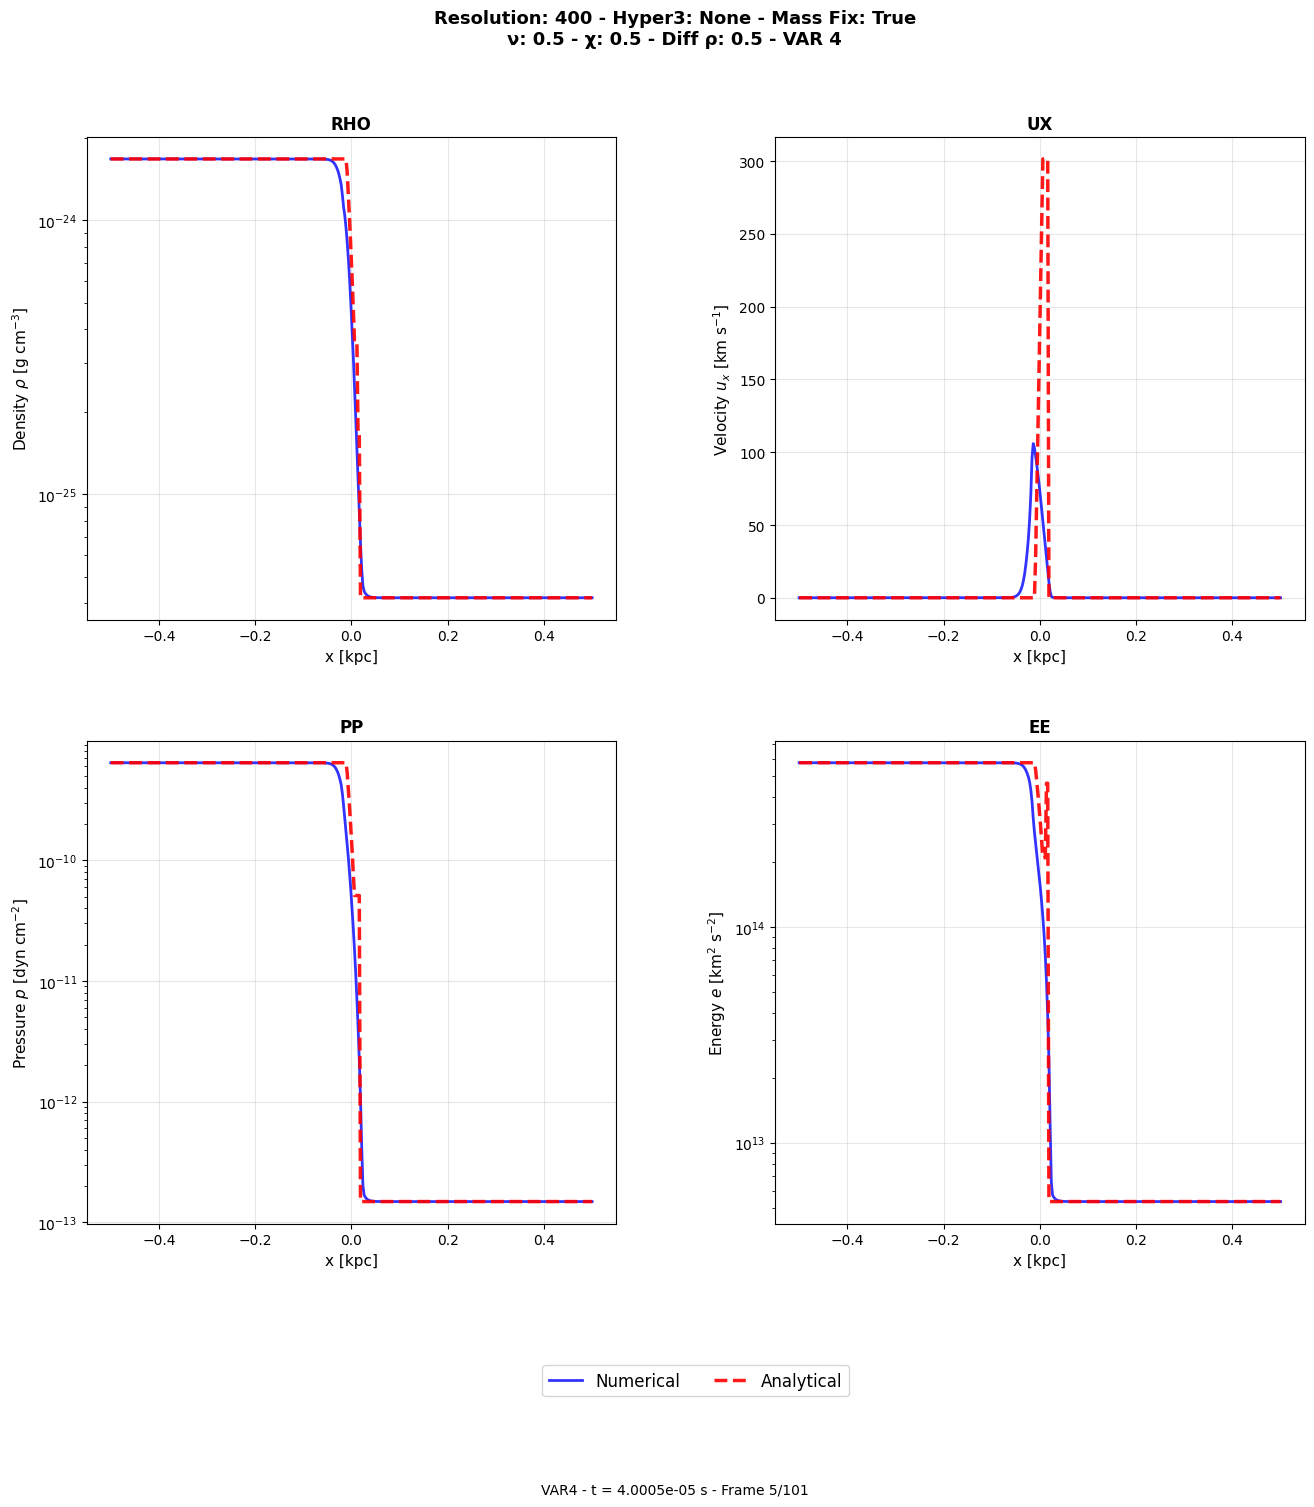 Resolution: 400 - Hyper3: None - Mass Fix: True
ν: 0.5 - χ: 0.5 - Diff ρ: 0.5 - VAR 4
RHO
Density ρ [g cm⁻³]
10⁻²⁴
10⁻²⁵
−0.4 −0.2 0.0 0.2 0.4
x [kpc]
UX
Velocity uₓ [km s⁻¹]
300
250
200
150
100
50
0
−0.4 −0.2 0.0 0.2 0.4
x [kpc]
PP
Pressure p [dyn cm⁻²]
10⁻¹⁰
10⁻¹¹
10⁻¹²
10⁻¹³
−0.4 −0.2 0.0 0.2 0.4
x [kpc]
EE
Energy e [km² s⁻²]
10¹⁴
10¹³
−0.4 −0.2 0.0 0.2 0.4
x [kpc]
Numerical Analytical
VAR4 - t = 4.0005e-05 s - Frame 5/101